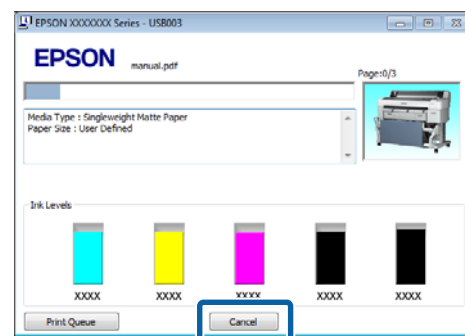 EPSON XXXXXXX Series - USB003
EPSON
manual.pdf
Page:0/3
Media Type : Singleweight Matte Paper
Paper Size : User Defined
Ink Levels
XXXX XXXX XXXX XXXX XXXX
Print Queue Cancel